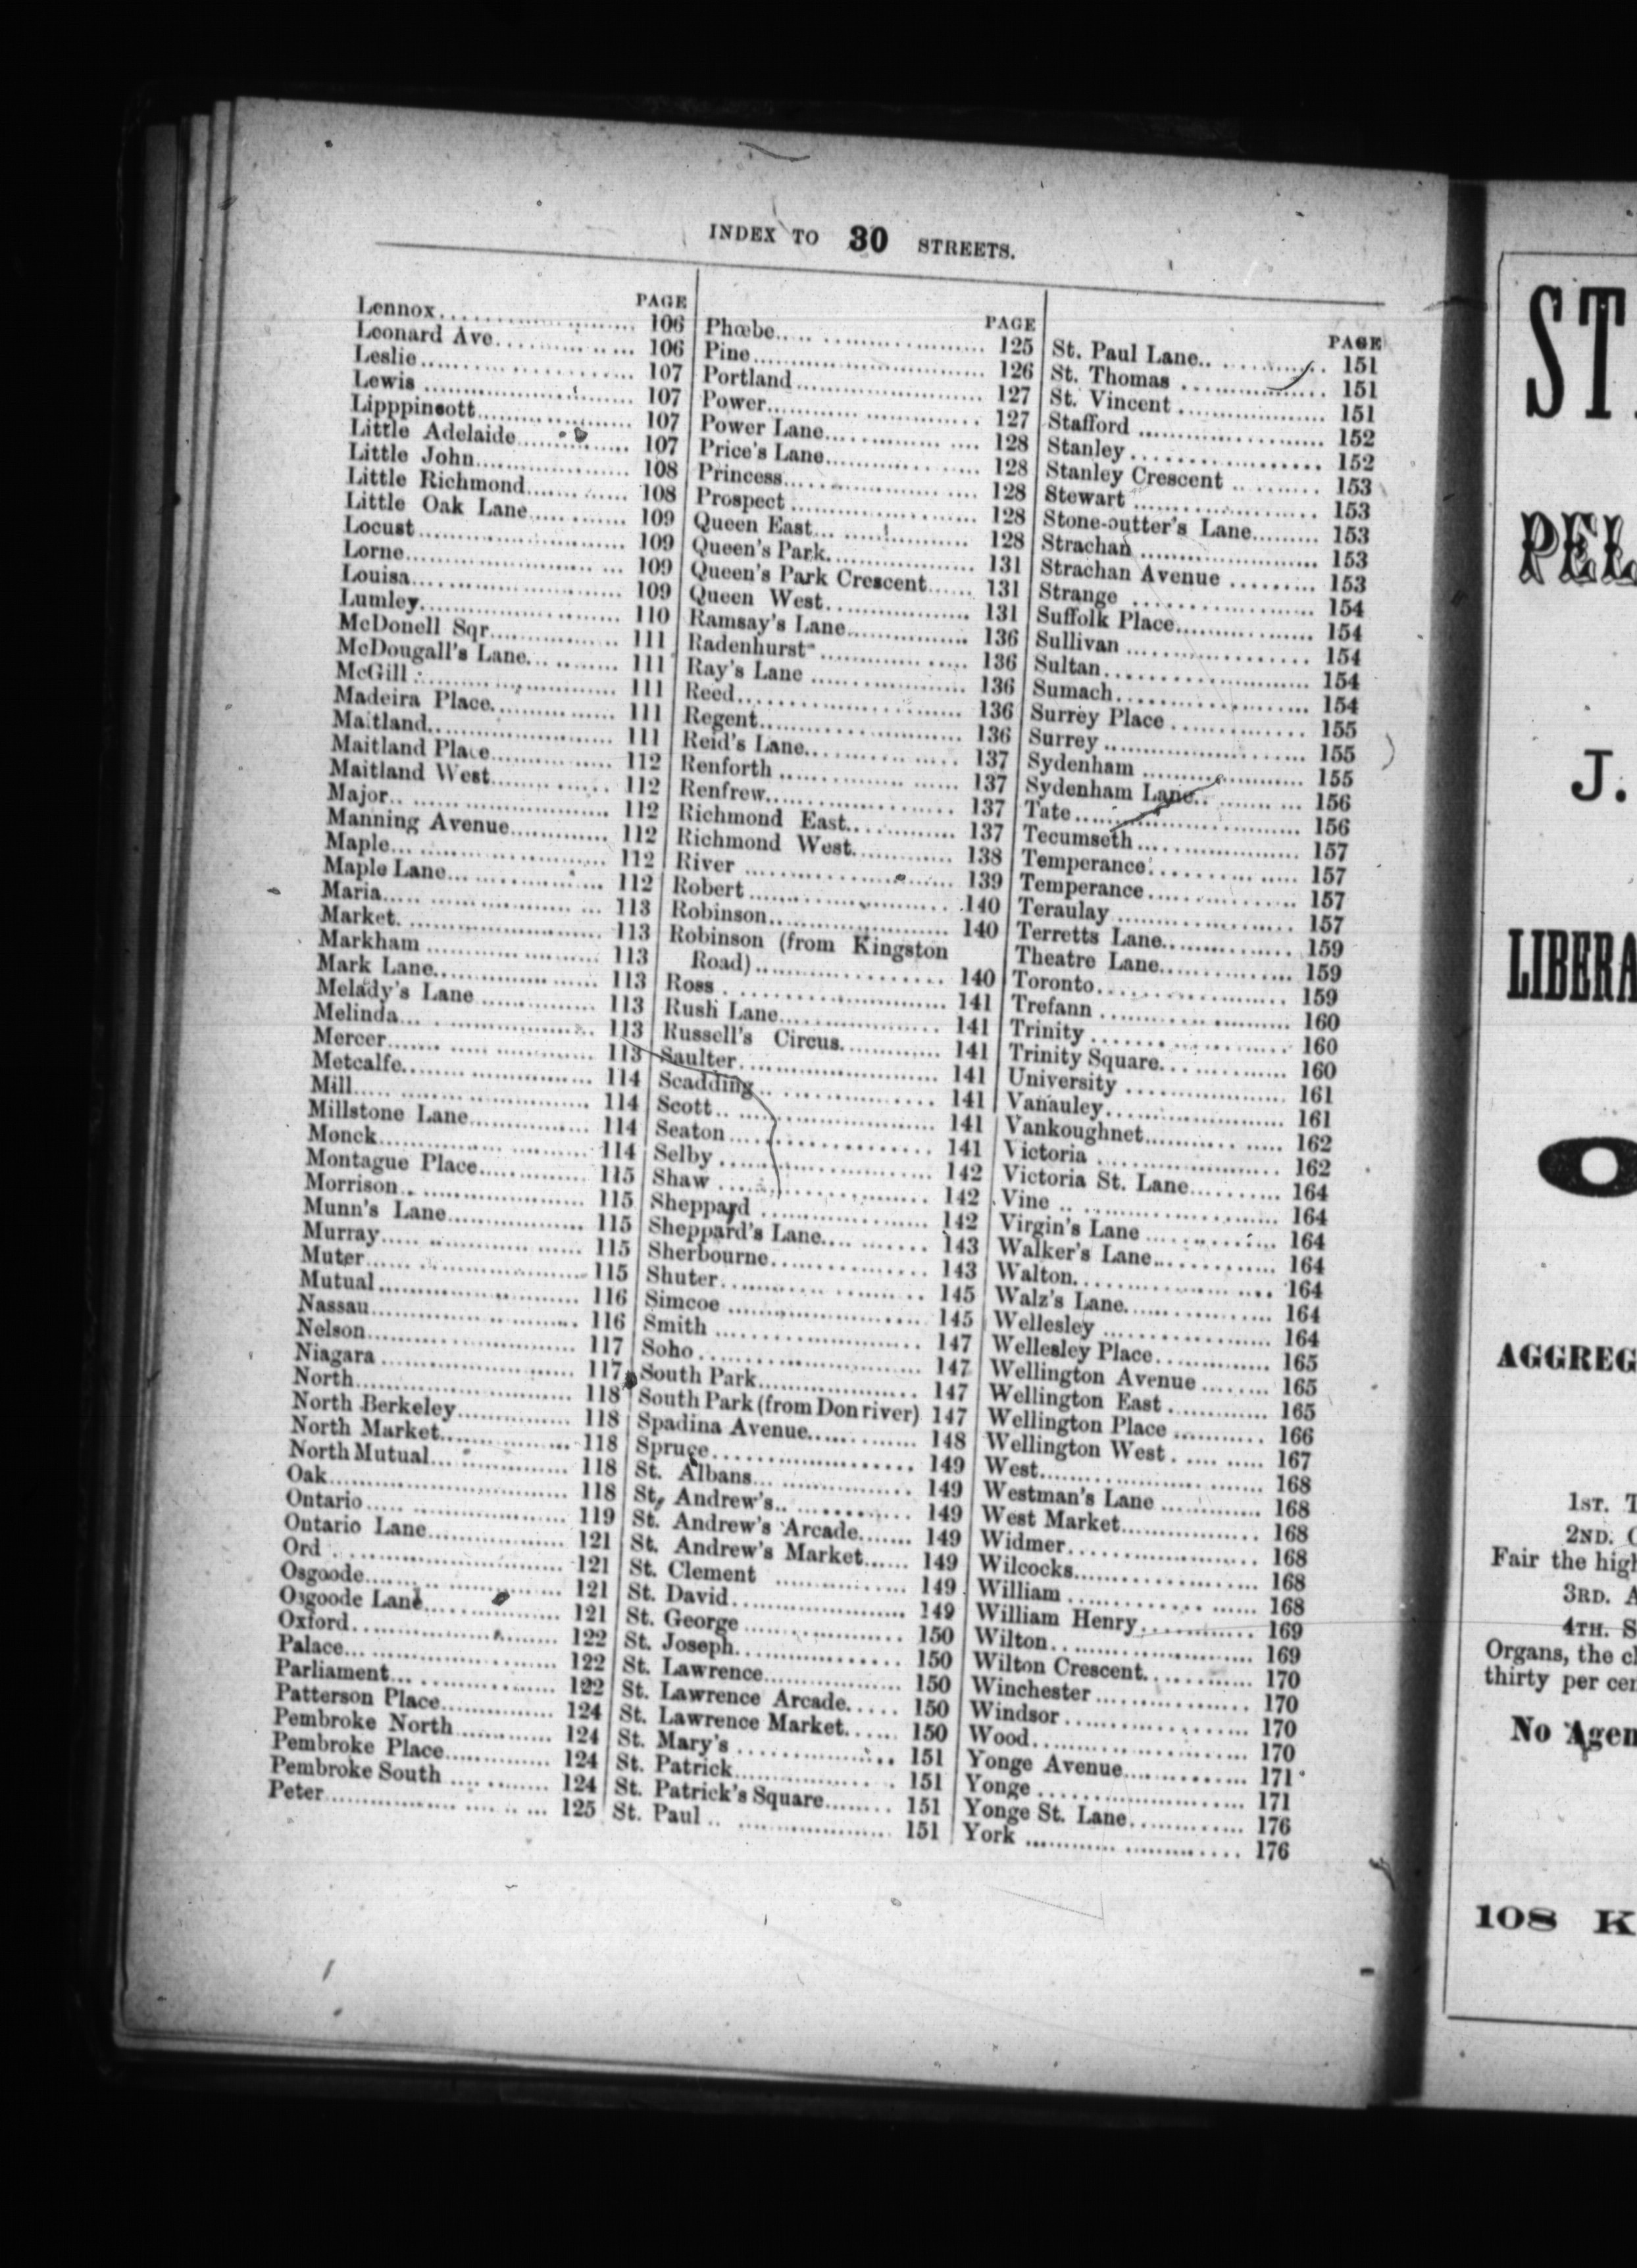 INDEX TO 30 STREETS.
PAGE
Lennox 106
Leonard Ave 106
Leslie 107
Lewis 107
Lipppincott 107
Little Adelaide 107
Little John 108
Little Richmond 108
Little Oak Lane 109
Locust 109
Lorne 109
Louisa 109
Lumley 110
McDonell Sqr 111
McDougall's Lane 111
McGill 111
Madeira Place 111
Maitland 111
Maitland Place 112
Maitland West 112
Major 112
Manning Avenue 112
Maple 112
Maple Lane 112
Maria 113
Market 113
Markham 113
Mark Lane 113
Melady's Lane 113
Melinda 113
Mercer 113
Metcalfe 114
Mill 114
Millstone Lane 114
Monck 114
Montague Place 115
Morrison 115
Munn's Lane 115
Murray 115
Muter 115
Mutual 116
Nassau 116
Nelson 117
Niagara 117
North 118
North Berkeley 118
North Market 118
North Mutual 118
Oak 118
Ontario 119
Ontario Lane 121
Ord 121
Osgoode 121
Osgoode Lane 121
Oxford 122
Palace 122
Parliament 122
Patterson Place 124
Pembroke North 124
Pembroke Place 124
Pembroke South 124
Peter 125
PAGE
Phœbe 125
Pine 126
Portland 127
Power 127
Power Lane 128
Price's Lane 128
Princess 128
Prospect 128
Queen East 128
Queen's Park 131
Queen's Park Crescent 131
Queen West 131
Ramsay's Lane 136
Radenhurst 136
Ray's Lane 136
Reed 136
Regent 136
Reid's Lane 137
Renforth 137
Renfrew 137
Richmond East 137
Richmond West 138
River 139
Robert 140
Robinson 140
Robinson (from Kingston
Road) 140
Ross 141
Rush Lane 141
Russell's Circus 141
Saulter 141
Scadding 141
Scott 141
Seaton 141
Selby 142
Shaw 142
Sheppard 142
Sheppard's Lane 143
Sherbourne 143
Shuter 145
Simcoe 145
Smith 147
Soho 147
South Park 147
South Park (from Don river) 147
Spadina Avenue 148
Spruce 149
St. Albans 149
St. Andrew's 149
St. Andrew's Arcade 149
St. Andrew's Market 149
St. Clement 149
St. David 149
St. George 150
St. Joseph 150
St. Lawrence 150
St. Lawrence Arcade 150
St. Lawrence Market 150
St. Mary's 151
St. Patrick 151
St. Patrick's Square 151
St. Paul 151
PAGE
St. Paul Lane 151
St. Thomas 151
St. Vincent 151
Stafford 152
Stanley 152
Stanley Crescent 153
Stewart 153
Stone-cutter's Lane 153
Strachan 153
Strachan Avenue 153
Strange 154
Suffolk Place 154
Sullivan 154
Sultan 154
Sumach 154
Surrey Place 155
Surrey 155
Sydenham 155
Sydenham Lane 156
Tate 156
Tecumseth 157
Temperance 157
Temperance 157
Teraulay 157
Terretts Lane 159
Theatre Lane 159
Toronto 159
Trefann 160
Trinity 160
Trinity Square 160
University 161
Vanauley 161
Vankoughnet 162
Victoria 162
Victoria St. Lane 164
Vine 164
Virgin's Lane 164
Walker's Lane 164
Walton 164
Walz's Lane 164
Wellesley 164
Wellesley Place 165
Wellington Avenue 165
Wellington East 165
Wellington Place 166
Wellington West 167
West 168
Westman's Lane 168
West Market 168
Widmer 168
Wilcocks 168
William 168
William Henry 169
Wilton 169
Wilton Crescent 170
Winchester 170
Windsor 170
Wood 170
Yonge Avenue 171
Yonge 171
Yonge St. Lane 176
York 176
ST
PEL
J.
LIBERA
O
AGGREG
1ST. T
2ND.
Fair the high
3RD. A
4TH. S
Organs, the
thirty per
No Agen
108 K